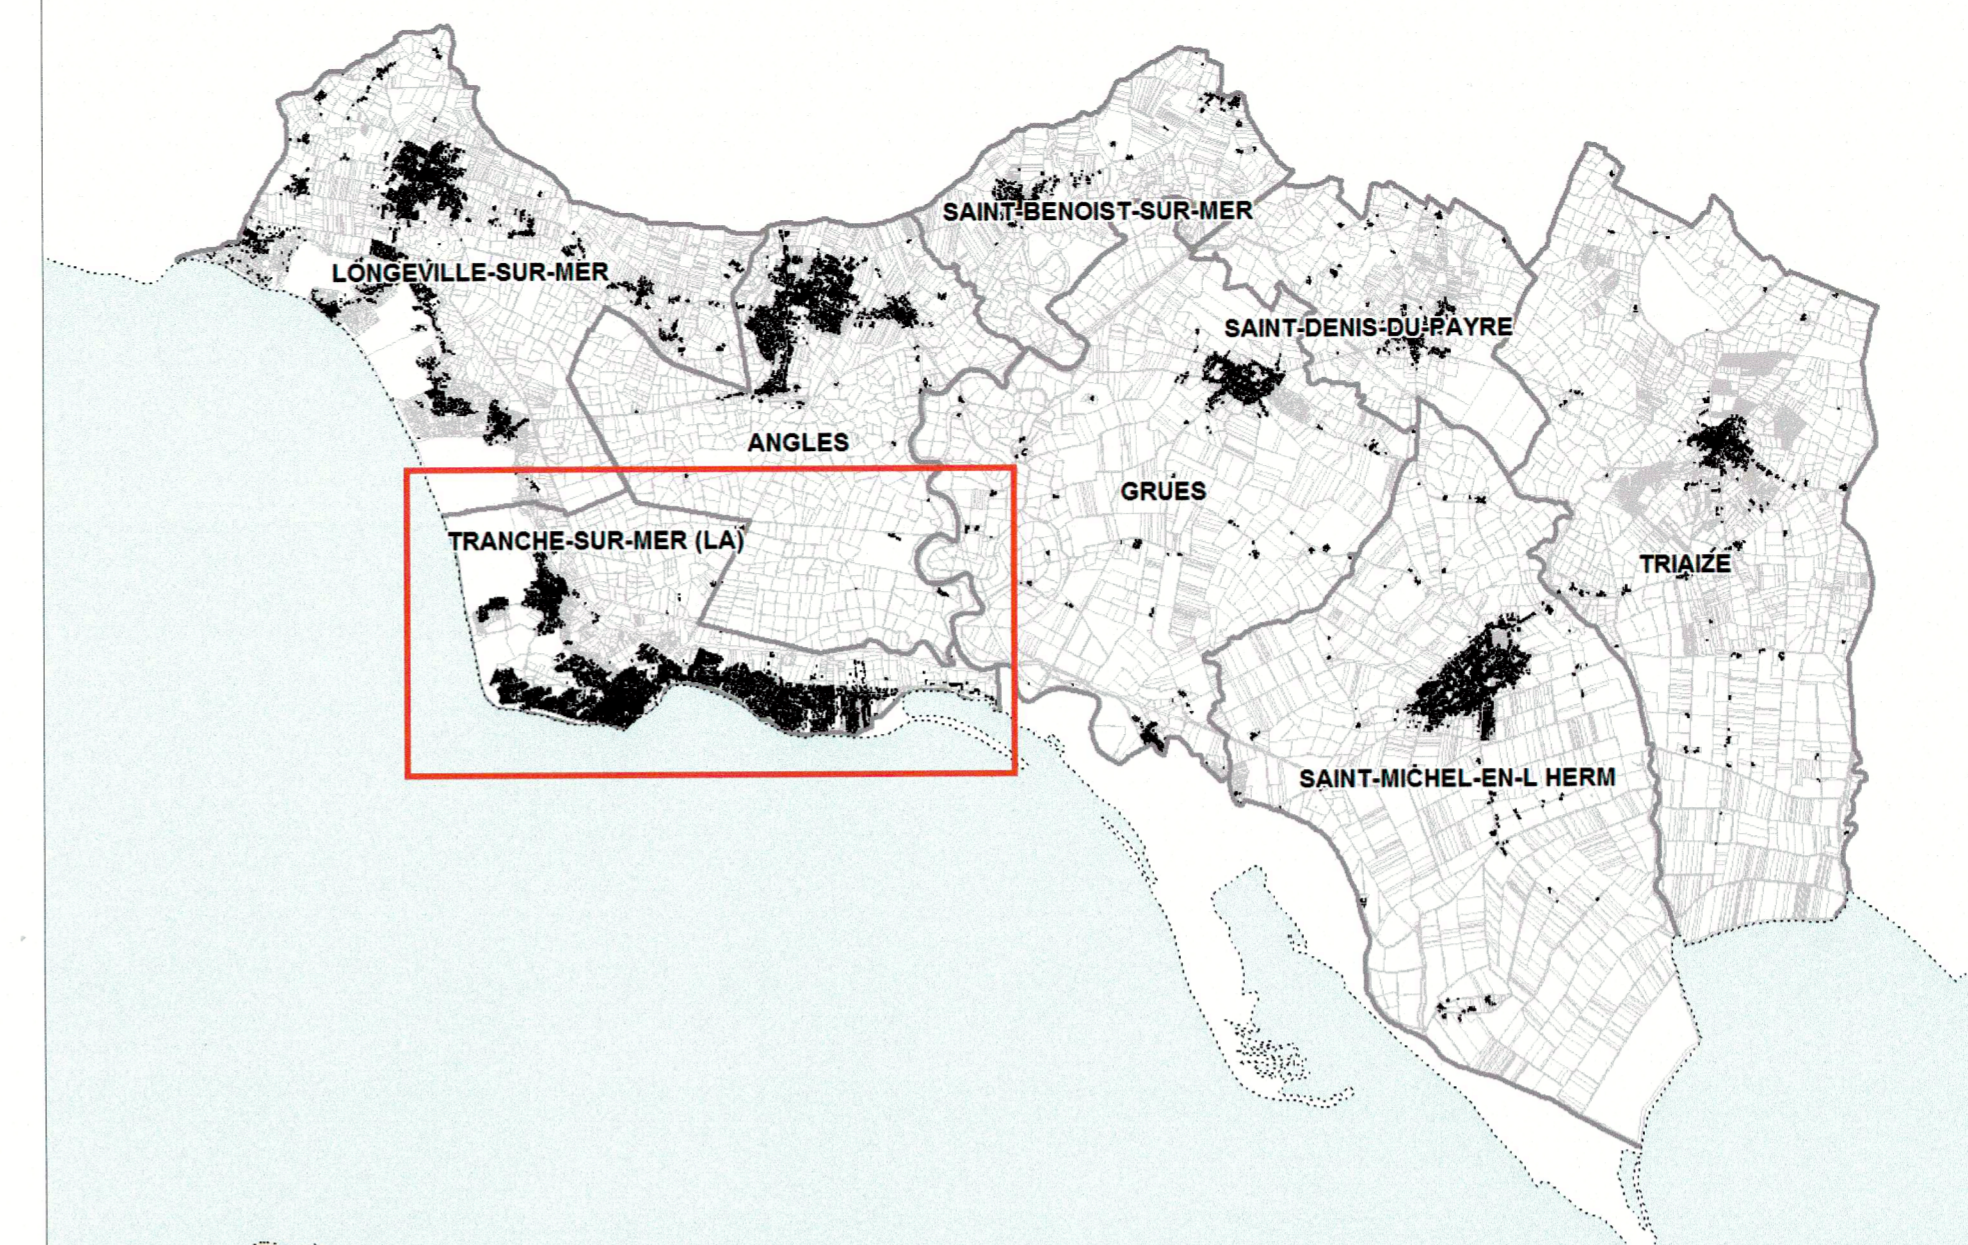 SAINT-BENOIST-SUR-MER
LONGEVILLE-SUR-MER
SAINT-DENIS-DU-PAYRE
ANGLES
GRUES
TRANCHE-SUR-MER (LA)
TRIAIZE
SAINT-MICHEL-EN-L HERM